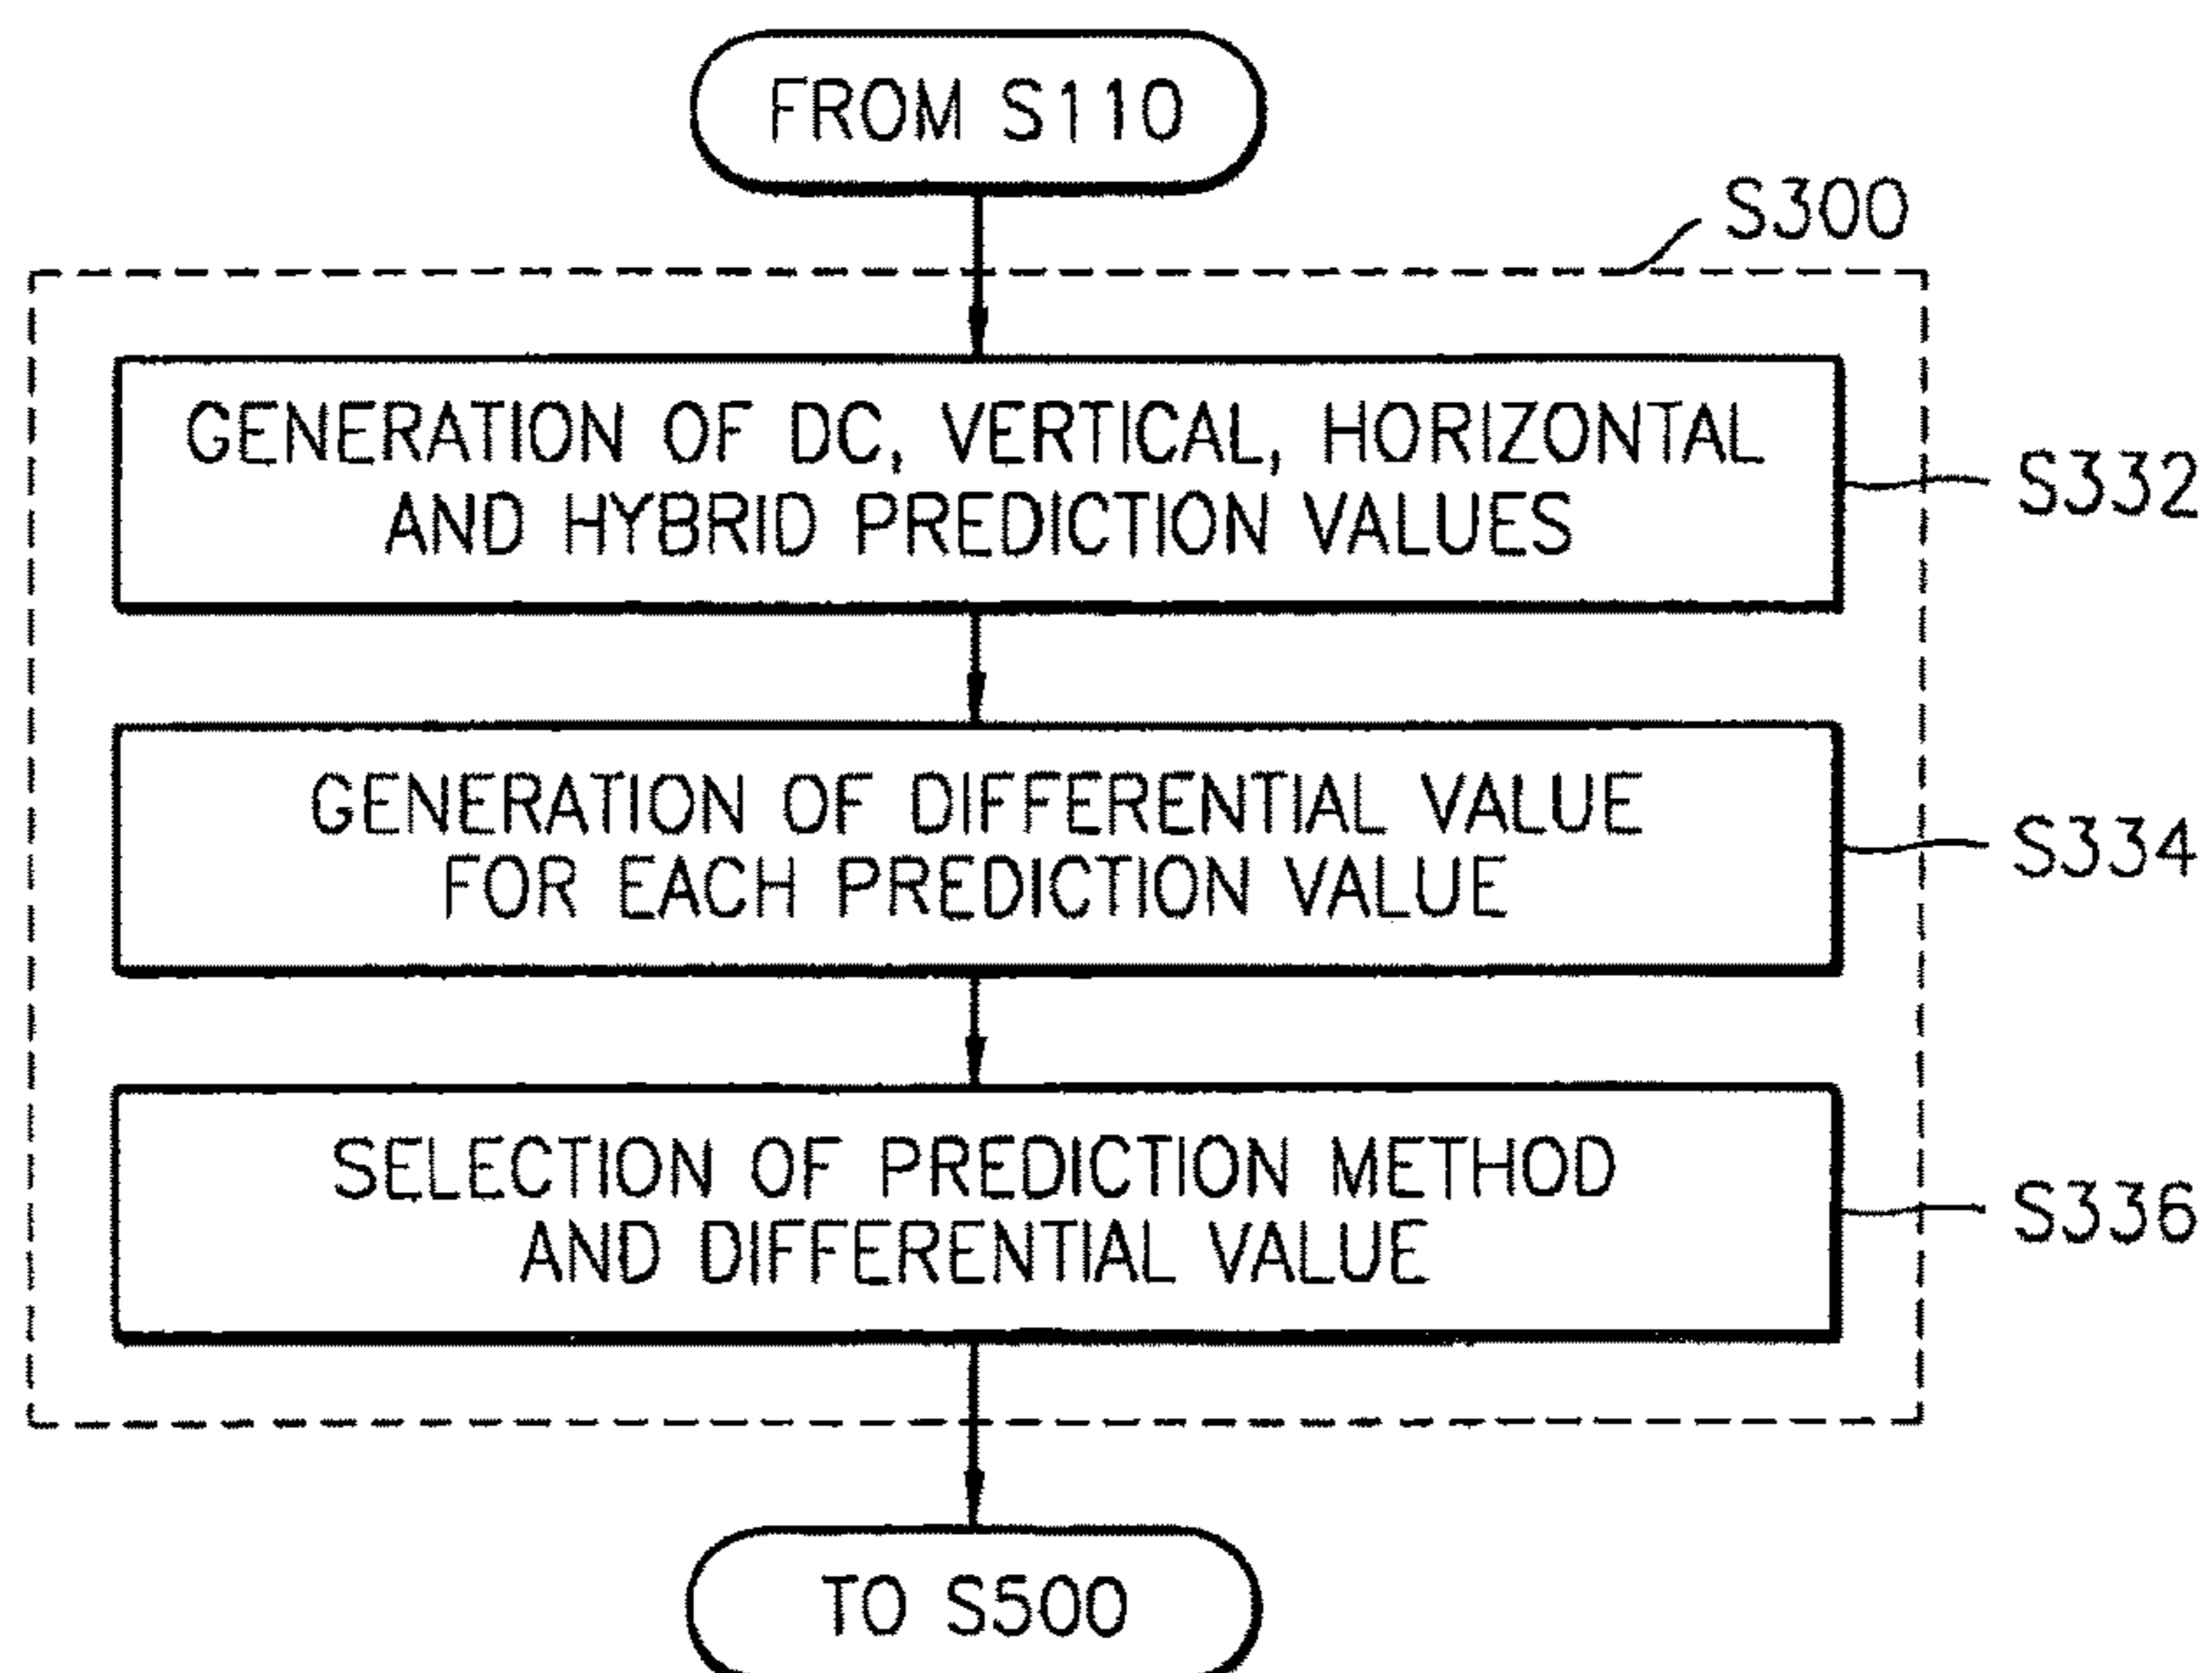 FROM S110
S300
GENERATION OF DC, VERTICAL, HORIZONTAL
AND HYBRID PREDICTION VALUES
S332
GENERATION OF DIFFERENTIAL VALUE
FOR EACH PREDICTION VALUE
S334
SELECTION OF PREDICTION METHOD
AND DIFFERENTIAL VALUE
S336
TO S500